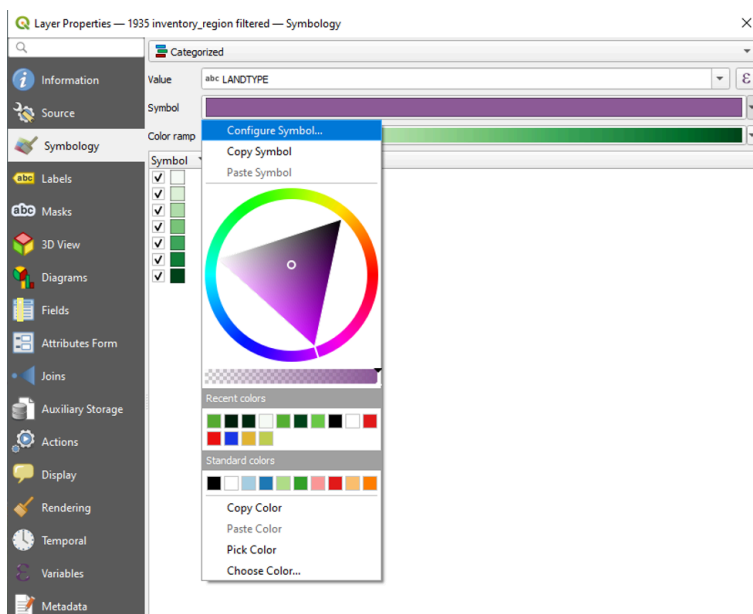 Layer Properties — 1935 inventory_region filtered — Symbology
Categorized
Information
Value
abc LANDTYPE
ε
Source
Symbol
Symbology
Color ramp
Configure Symbol...
Symbol
Copy Symbol
Paste Symbol
abc Labels
abc Masks
3D View
Diagrams
Fields
Attributes Form
Joins
Auxiliary Storage
Recent colors
Actions
Standard colors
Display
Rendering
Copy Color
Paste Color
Temporal
Pick Color
Choose Color...
ε Variables
Metadata